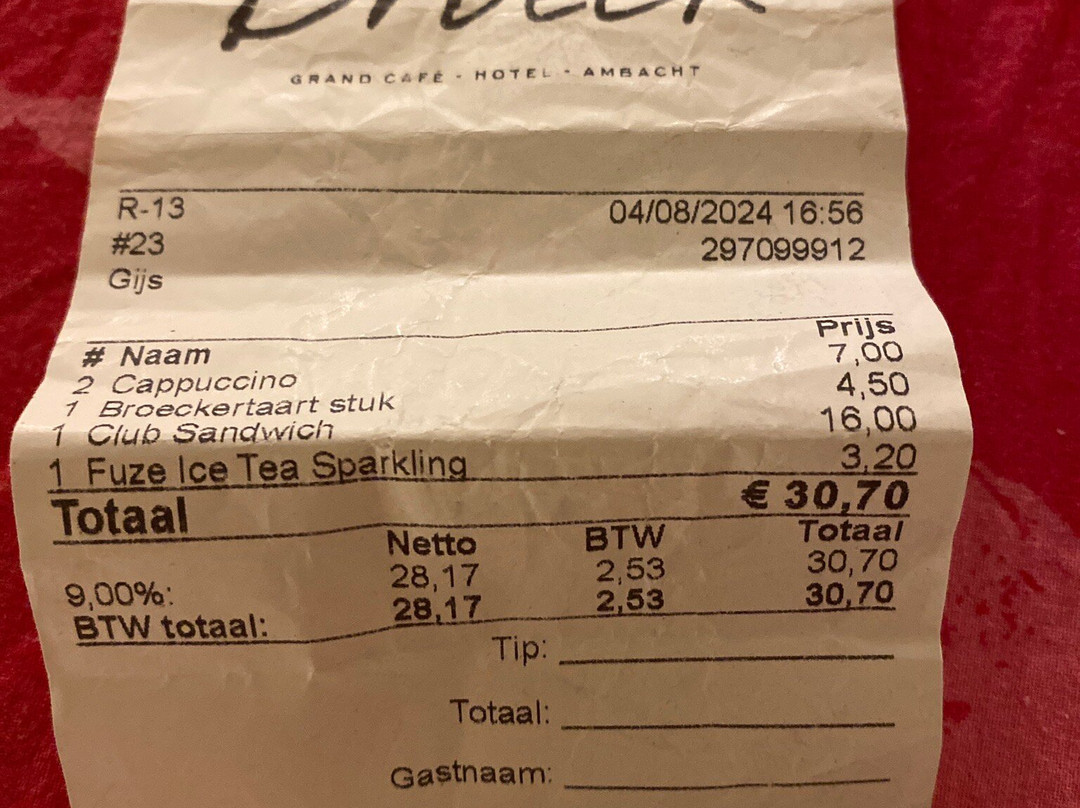 GRAND CAFÉ - HOTEL - AMBACHT
R-13 04/08/2024 16:56
#23 297099912
Gijs
# Naam Prijs
2 Cappuccino 7,00
1 Broeckertaart stuk 4,50
1 Club Sandwich 16,00
1 Fuze Ice Tea Sparkling 3,20
Totaal € 30,70
Netto BTW Totaal
9,00%: 28,17 2,53 30,70
BTW totaal: 28,17 2,53 30,70
Tip:
Totaal:
Gastnaam: